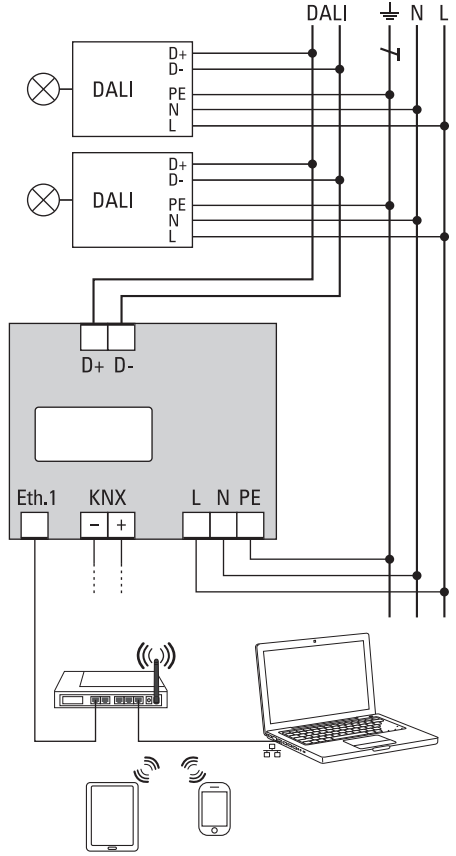 DALI N L
D+
D-
DALI
PE
N
L
D+
D-
DALI
PE
N
L
D+ D-
Eth.1 KNX L N PE
− +